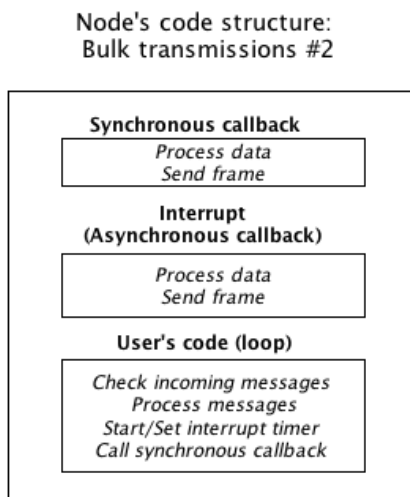 Node's code structure:
Bulk transmissions #2
Synchronous callback
Process data
Send frame
Interrupt
(Asynchronous callback)
Process data
Send frame
User's code (loop)
Check incoming messages
Process messages
Start/Set interrupt timer
Call synchronous callback